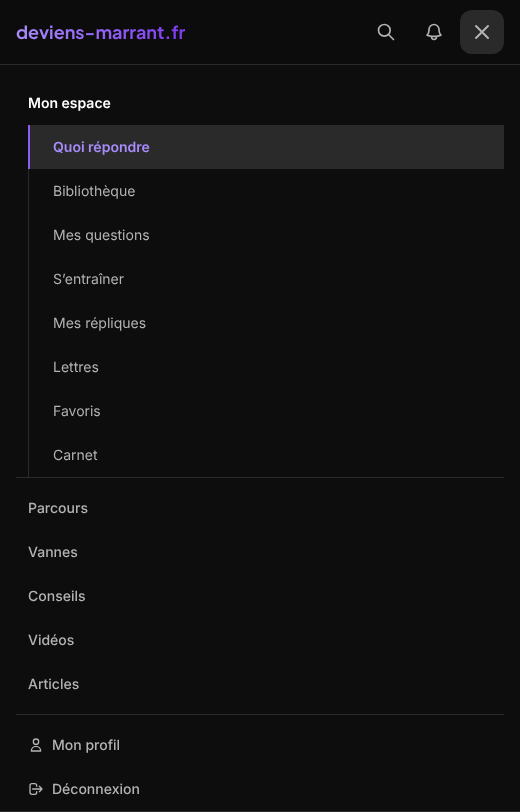 deviens-marrant.fr
Mon espace
Quoi répondre
Bibliothèque
Mes questions
S’entraîner
Mes répliques
Lettres
Favoris
Carnet
Parcours
Vannes
Conseils
Vidéos
Articles
Mon profil
Déconnexion